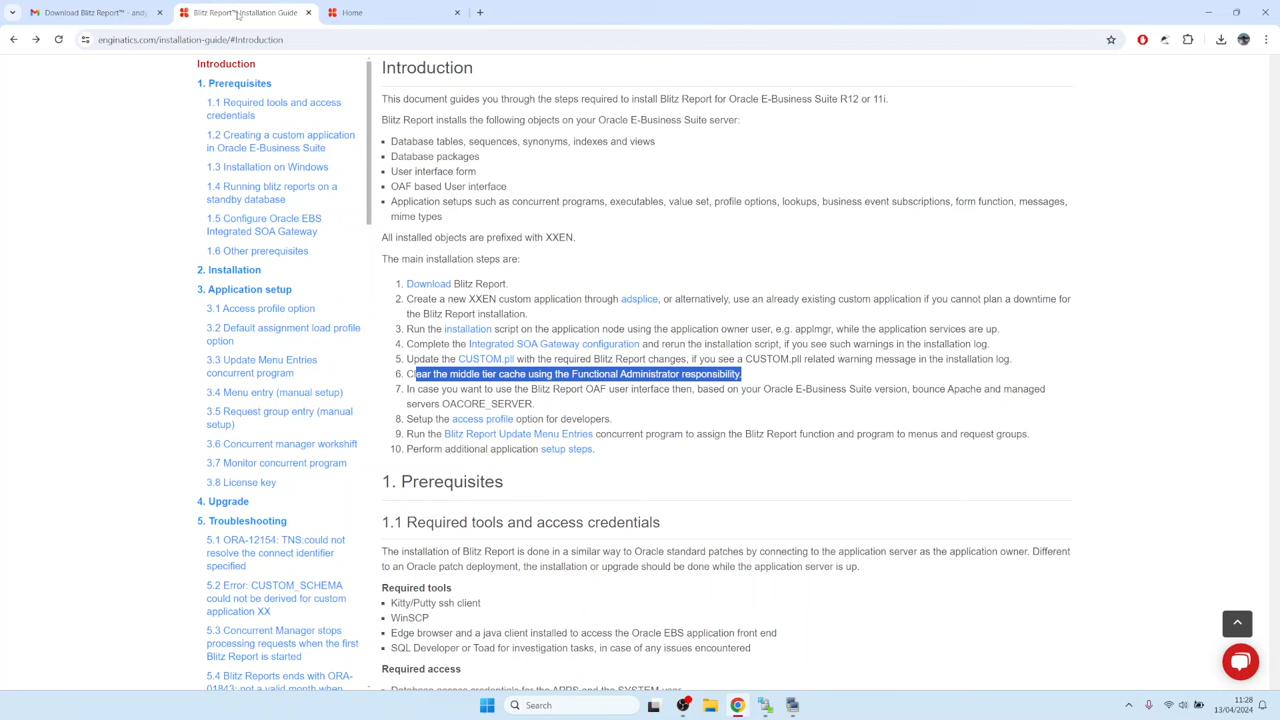 Download Blitz Report™ - andy
Blitz Report™ Installation Guide
Home
enginatics.com/installation-guide/#Introduction
Introduction
1. Prerequisites
1.1 Required tools and access
credentials
1.2 Creating a custom application
in Oracle E-Business Suite
1.3 Installation on Windows
1.4 Running blitz reports on a
standby database
1.5 Configure Oracle EBS
Integrated SOA Gateway
1.6 Other prerequisites
2. Installation
3. Application setup
3.1 Access profile option
3.2 Default assignment load profile
option
3.3 Update Menu Entries
concurrent program
3.4 Menu entry (manual setup)
3.5 Request group entry (manual
setup)
3.6 Concurrent manager workshift
3.7 Monitor concurrent program
3.8 License key
4. Upgrade
5. Troubleshooting
5.1 ORA-12154: TNS:could not
resolve the connect identifier
specified
5.2 Error: CUSTOM_SCHEMA
could not be derived for custom
application XX
5.3 Concurrent Manager stops
processing requests when the first
Blitz Report is started
5.4 Blitz Reports ends with ORA-
01843: not a valid month when
Introduction
This document guides you through the steps required to install Blitz Report for Oracle E-Business Suite R12 or 11i.
Blitz Report installs the following objects on your Oracle E-Business Suite server:
Database tables, sequences, synonyms, indexes and views
Database packages
User interface form
OAF based User interface
Application setups such as concurrent programs, executables, value set, profile options, lookups, business event subscriptions, form function, messages,
mime types
All installed objects are prefixed with XXEN.
The main installation steps are:
1. Download Blitz Report.
2. Create a new XXEN custom application through adsplice, or alternatively, use an already existing custom application if you cannot plan a downtime for
the Blitz Report installation.
3. Run the installation script on the application node using the application owner user, e.g. applmgr, while the application services are up.
4. Complete the Integrated SOA Gateway configuration and rerun the installation script, if you see such warnings in the installation log.
5. Update the CUSTOM.pll with the required Blitz Report changes, if you see a CUSTOM.pll related warning message in the installation log.
6. Clear the middle tier cache using the Functional Administrator responsibility.
7. In case you want to use the Blitz Report OAF user interface then, based on your Oracle E-Business Suite version, bounce Apache and managed
servers OACORE_SERVER.
8. Setup the access profile option for developers.
9. Run the Blitz Report Update Menu Entries concurrent program to assign the Blitz Report function and program to menus and request groups.
10. Perform additional application setup steps.
1. Prerequisites
1.1 Required tools and access credentials
The installation of Blitz Report is done in a similar way to Oracle standard patches by connecting to the application server as the application owner. Different
to an Oracle patch deployment, the installation or upgrade should be done while the application server is up.
Required tools
Kitty/Putty ssh client
WinSCP
Edge browser and a java client installed to access the Oracle EBS application front end
SQL Developer or Toad for investigation tasks, in case of any issues encountered
Required access
Database access credentials for the APPS and the SYSTEM user
Search
11:28
13/04/2024